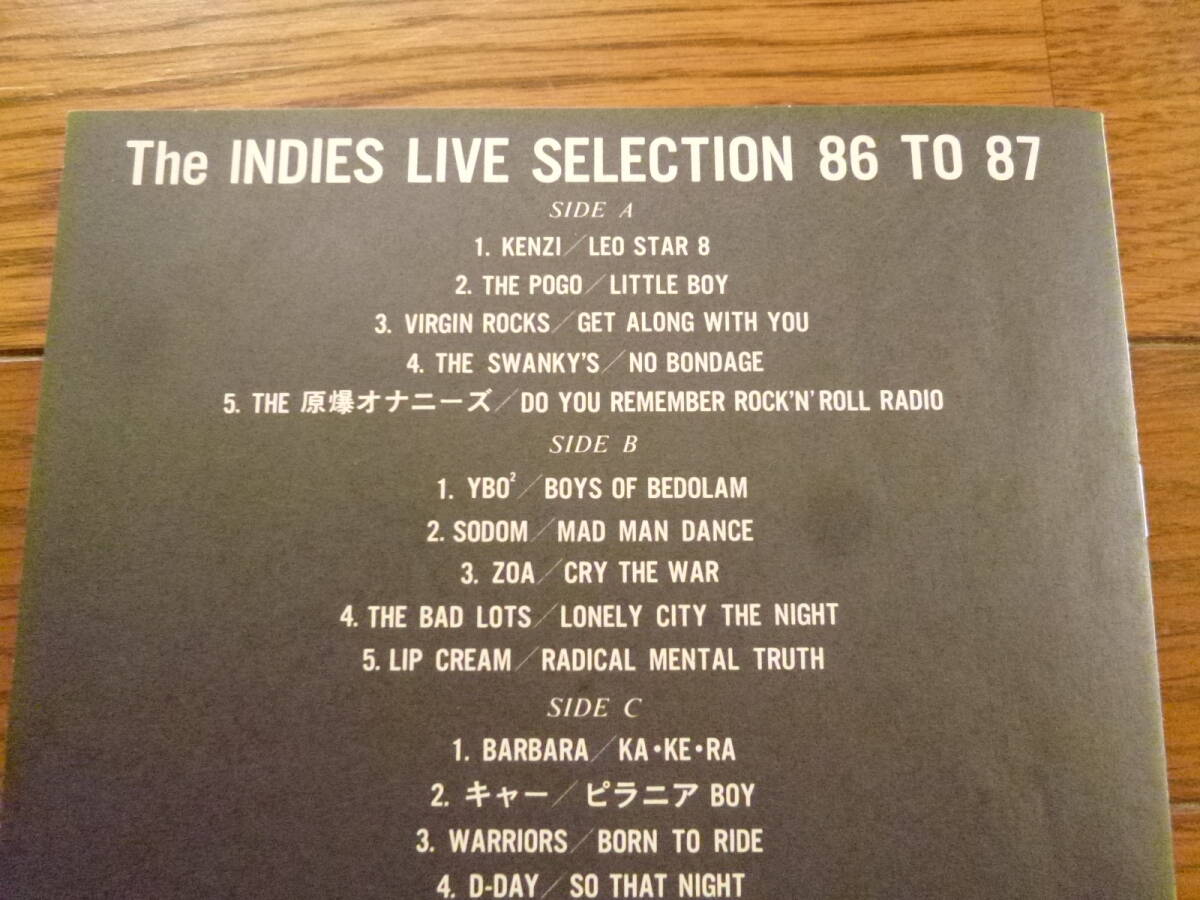 The INDIES LIVE SELECTION 86 TO 87
SIDE A
1. KENZI／LEO STAR 8
2. THE POGO／LITTLE BOY
3. VIRGIN ROCKS／GET ALONG WITH YOU
4. THE SWANKY'S／NO BONDAGE
5. THE 原爆オナニーズ／DO YOU REMEMBER ROCK'N'ROLL RADIO
SIDE B
1. YBO²／BOYS OF BEDOLAM
2. SODOM／MAD MAN DANCE
3. ZOA／CRY THE WAR
4. THE BAD LOTS／LONELY CITY THE NIGHT
5. LIP CREAM／RADICAL MENTAL TRUTH
SIDE C
1. BARBARA／KA・KE・RA
2. キャー／ピラニア BOY
3. WARRIORS／BORN TO RIDE
4. D-DAY／SO THAT NIGHT